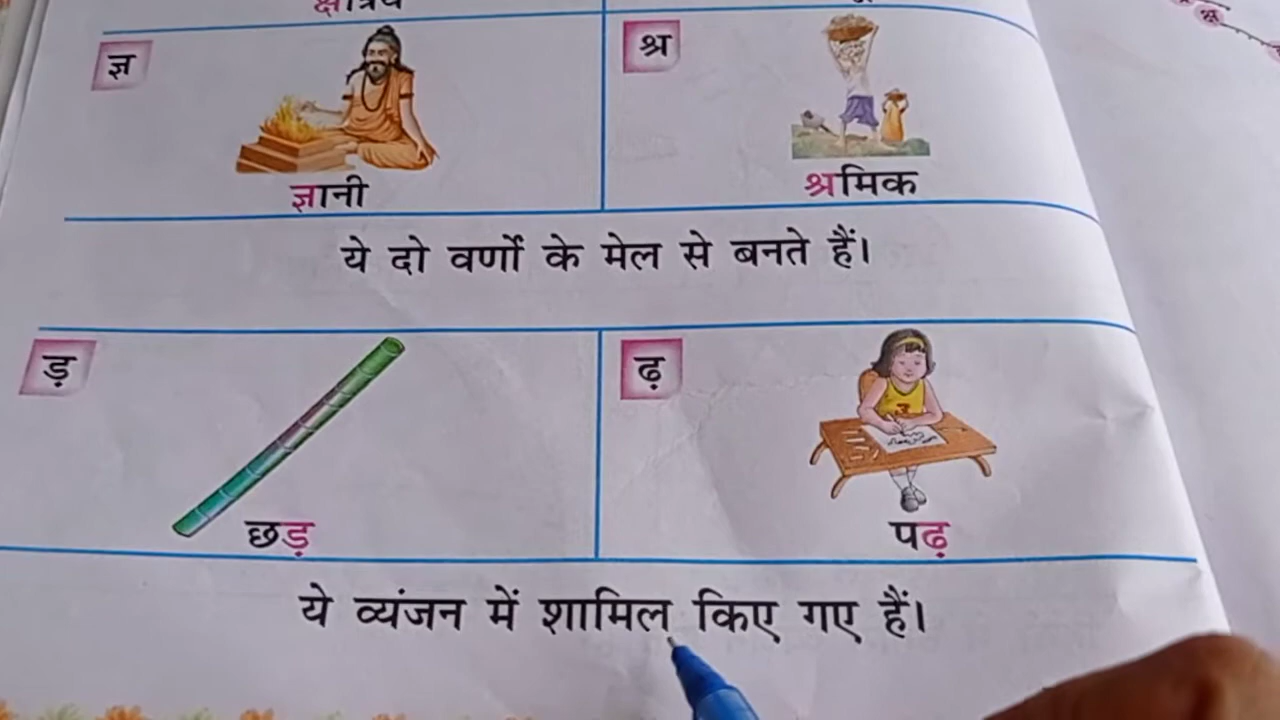 ज्ञ
श्र
ज्ञानी
श्रमिक
ये दो वर्णों के मेल से बनते हैं।
ड़
ढ़
छड़
पढ़
ये व्यंजन में शामिल किए गए हैं।